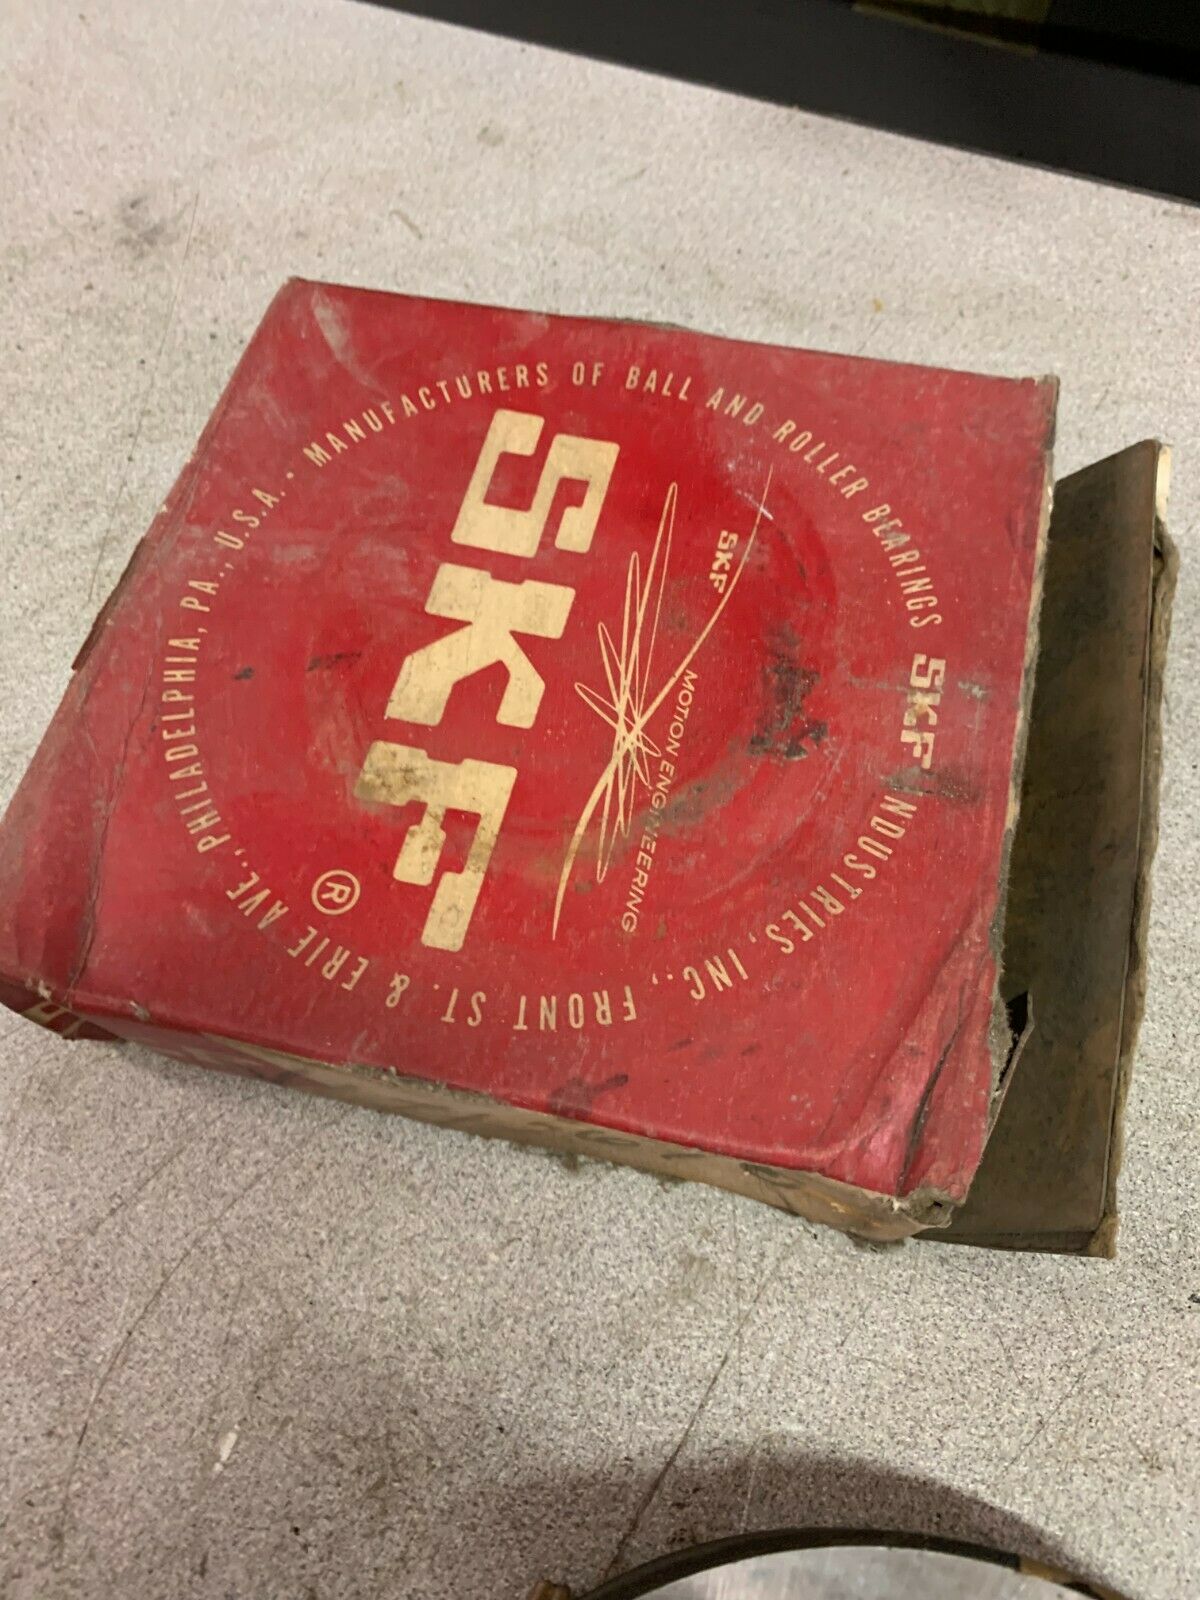 SKF
®
SKF
MOTION ENGINEERING
SKF INDUSTRIES, INC., FRONT ST. & ERIE AVE., PHILADELPHIA, PA., U.S.A. • MANUFACTURERS OF BALL AND ROLLER BEARINGS